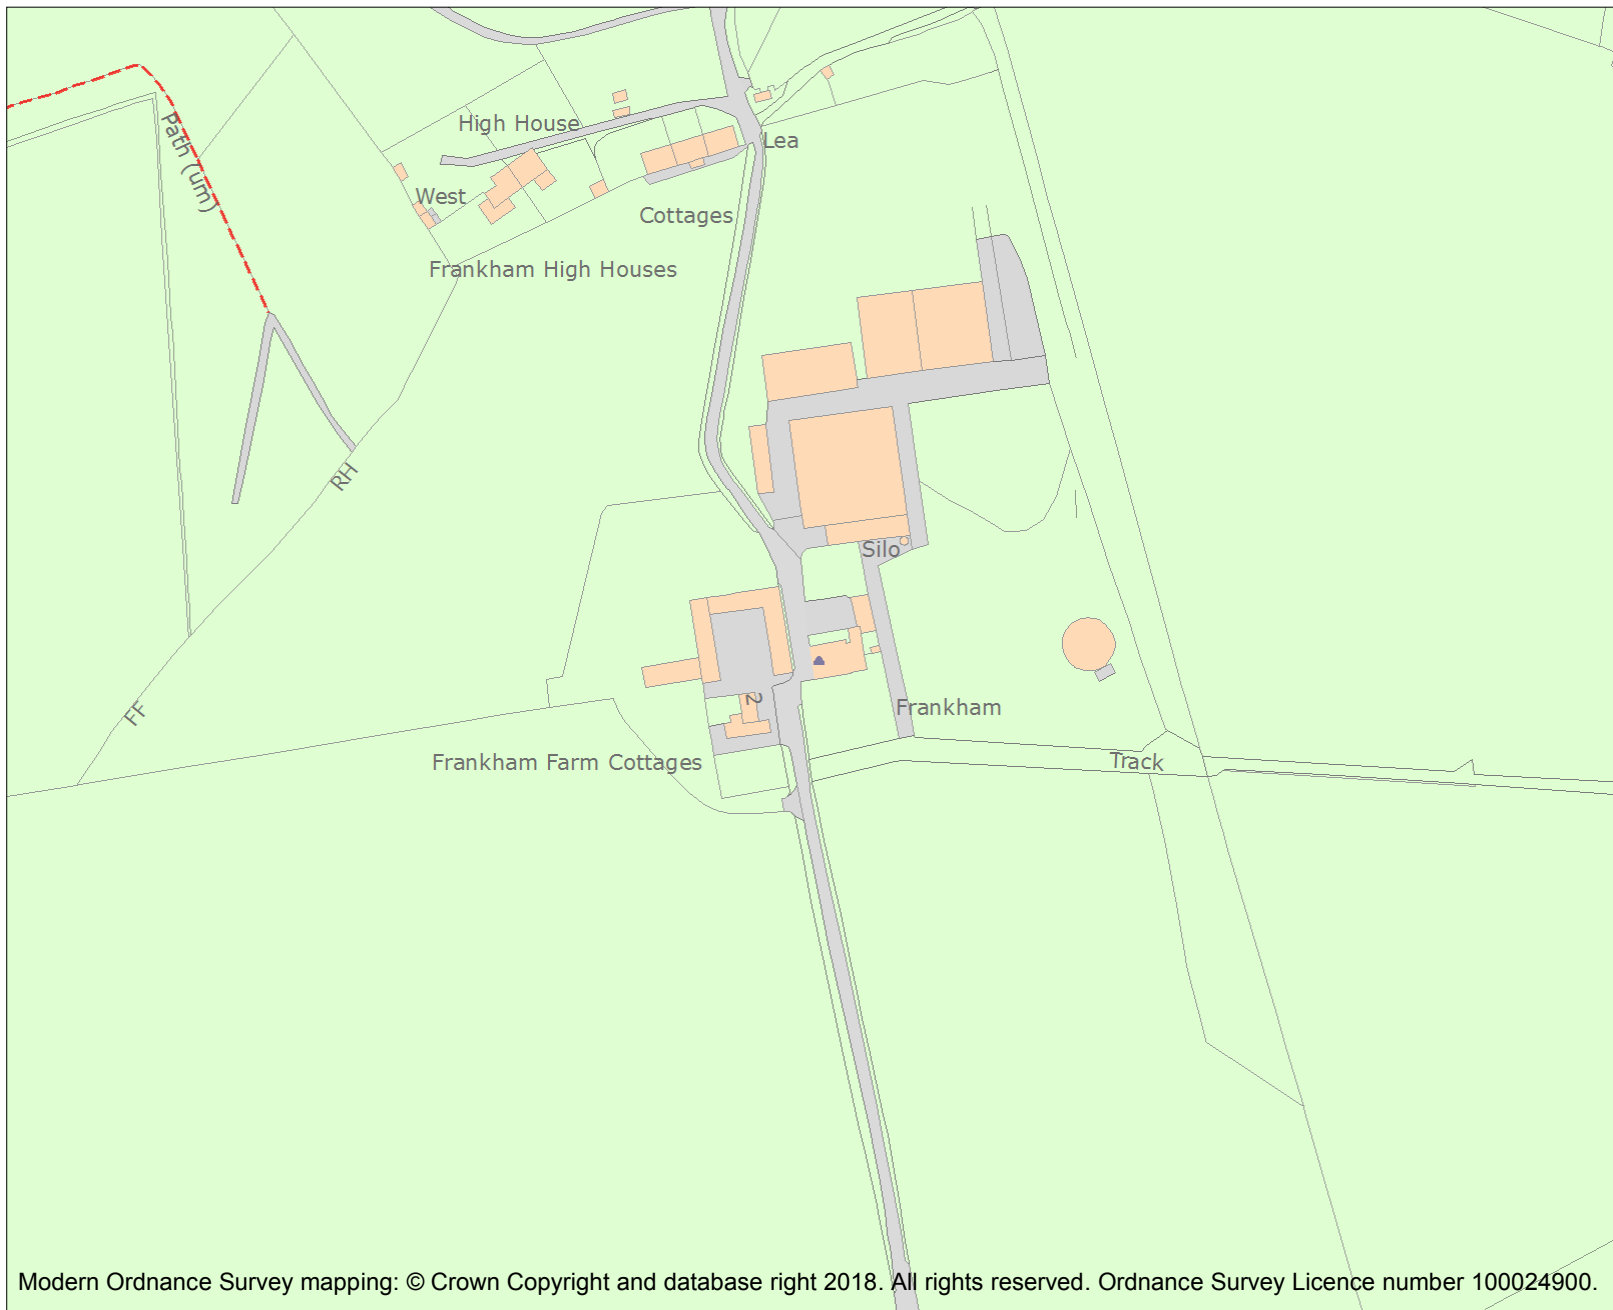 High House
Lea
Path (um)
West
Cottages
Frankham High Houses
RH
Silo
2
Frankham
FF
Frankham Farm Cottages
Track
Modern Ordnance Survey mapping: © Crown Copyright and database right 2018. All rights reserved. Ordnance Survey Licence number 100024900.